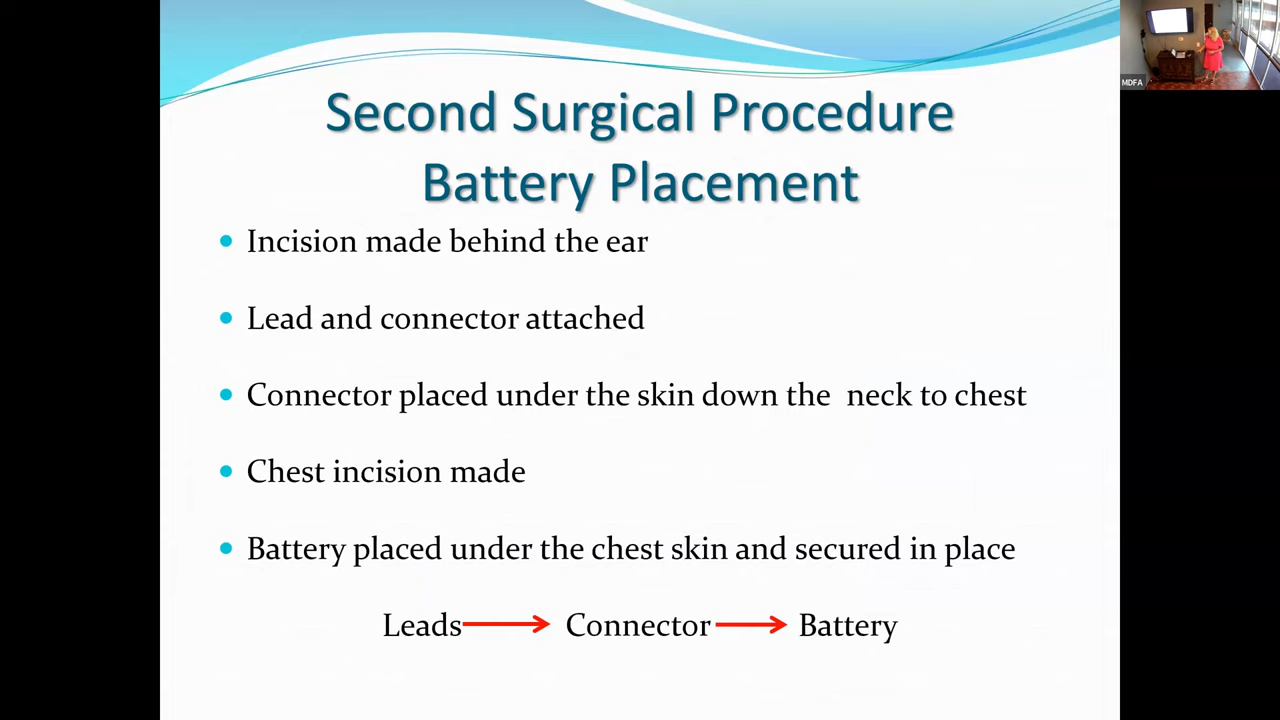 Second Surgical Procedure
Battery Placement
Incision made behind the ear
Lead and connector attached
Connector placed under the skin down the neck to chest
Chest incision made
Battery placed under the chest skin and secured in place
Leads Connector Battery
MDFA